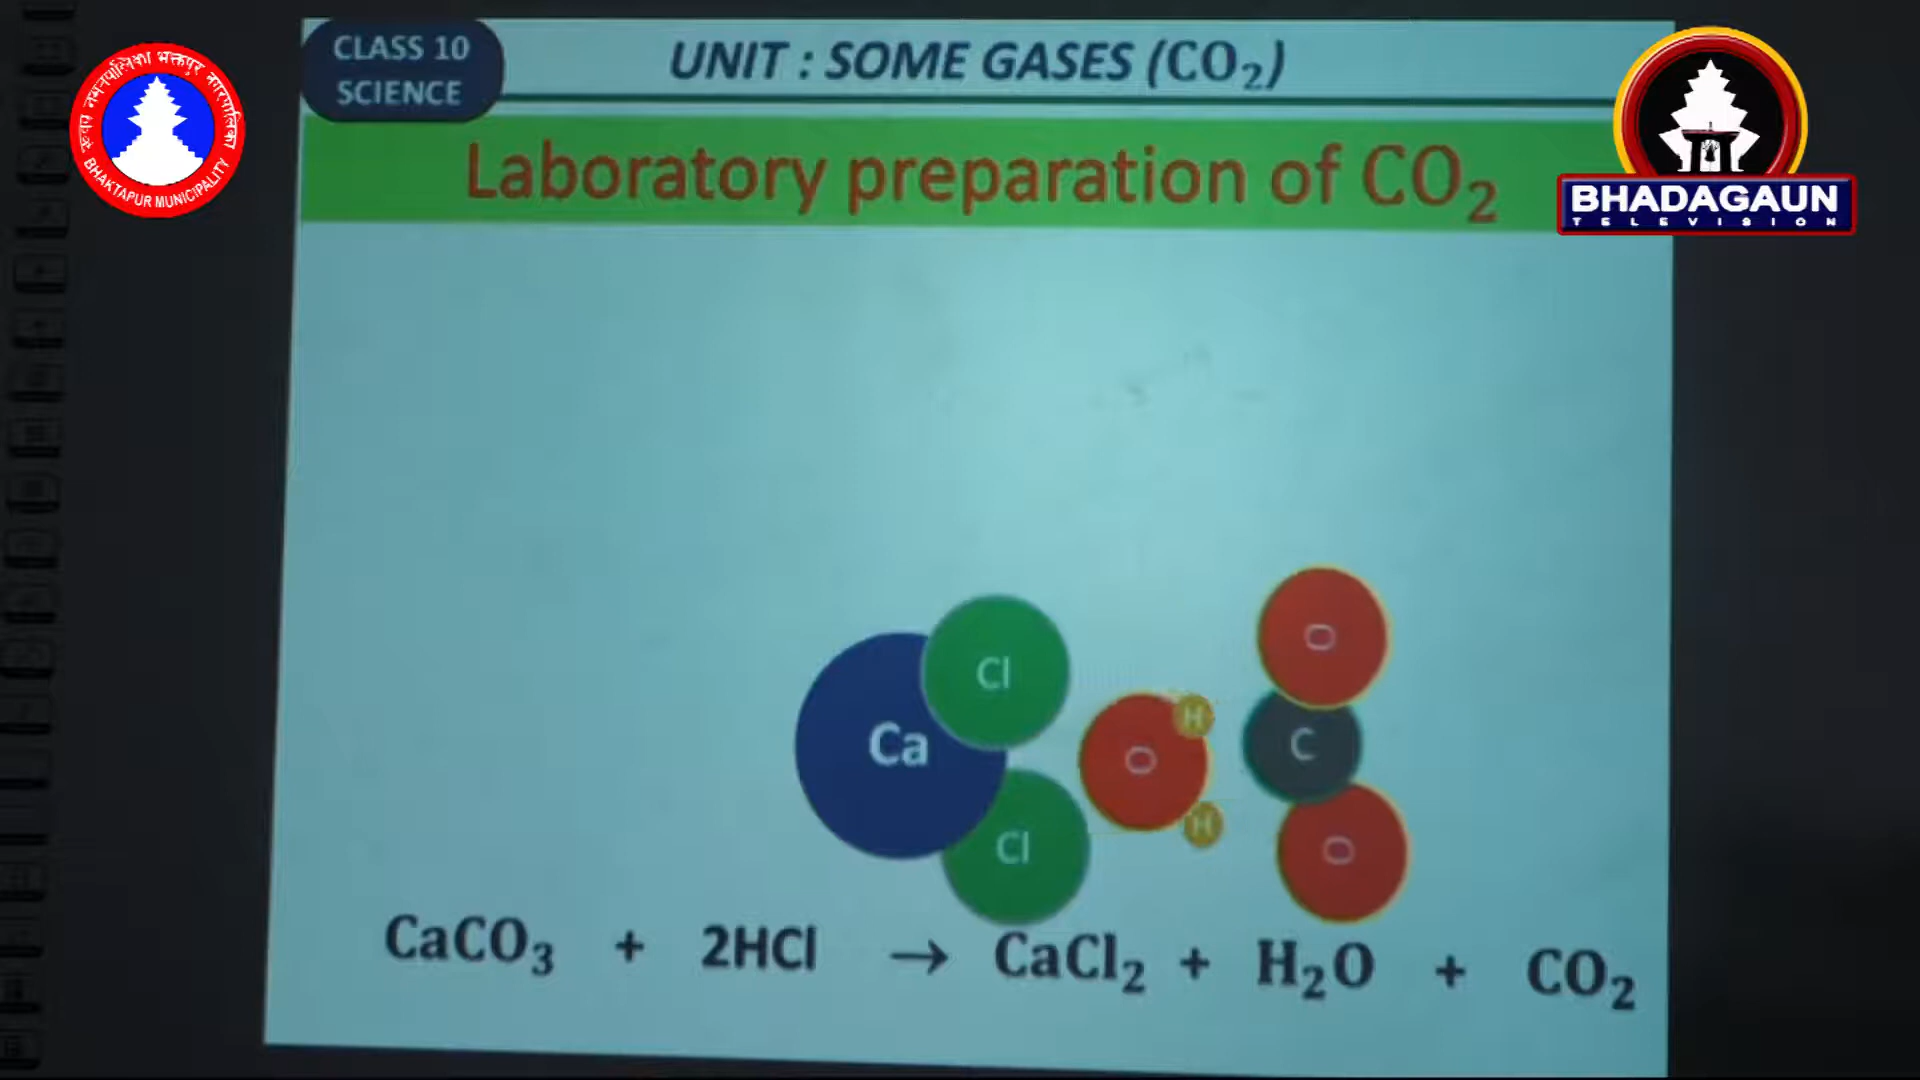 CLASS 10
SCIENCE
UNIT : SOME GASES (CO₂)
Laboratory preparation of CO₂
BHAKTAPUR MUNICIPALITY
BHADAGAUN
TELEVISION
Cl
Ca
Cl
O
H
H
O
C
O
CaCO₃ + 2HCl → CaCl₂ + H₂O + CO₂